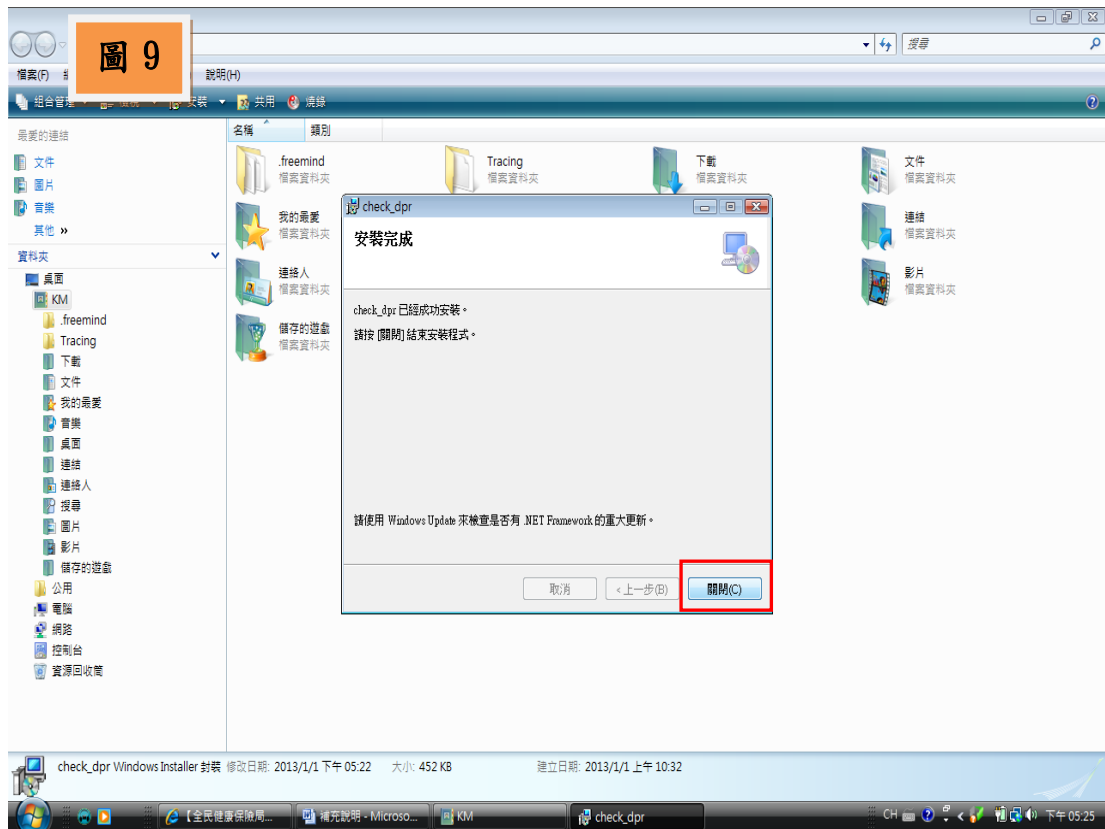 圖 9
搜尋
檔案(F)
說明(H)
組合管理
安裝
共用
燒錄
最愛的連結
文件
圖片
音樂
其他 »
資料夾
桌面
KM
.freemind
Tracing
下載
文件
我的最愛
音樂
桌面
連結
連絡人
搜尋
圖片
影片
儲存的遊戲
公用
電腦
網路
控制台
資源回收筒
名稱 類別
.freemind
檔案資料夾
Tracing
檔案資料夾
下載
檔案資料夾
文件
檔案資料夾
我的最愛
檔案資料夾
連結
檔案資料夾
連絡人
檔案資料夾
影片
檔案資料夾
儲存的遊戲
檔案資料夾
check_dpr
安裝完成
check_dpr 已經成功安裝。
請按 [關閉] 結束安裝程式。
請使用 Windows Update 來檢查是否有 .NET Framework 的重大更新。
取消
<上一步(B)
關閉(C)
check_dpr Windows Installer 封裝 修改日期: 2013/1/1 下午 05:22 大小: 452 KB 建立日期: 2013/1/1 上午 10:32
【全民健康保險局... 補充說明 - Microso... KM check_dpr CH 下午 05:25